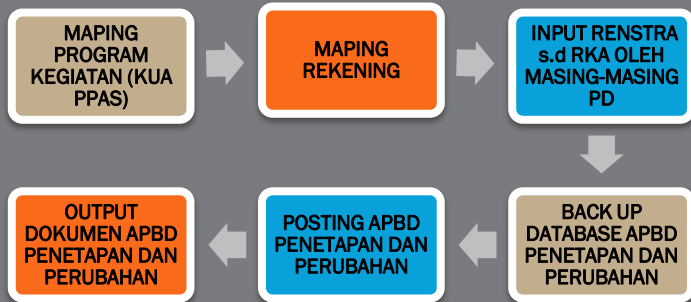 MAPING
PROGRAM
KEGIATAN (KUA
PPAS)
MAPING
REKENING
INPUT RENSTRA
s.d RKA OLEH
MASING-MASING
PD
BACK UP
DATABASE APBD
PENETAPAN DAN
PERUBAHAN
POSTING APBD
PENETAPAN DAN
PERUBAHAN
OUTPUT
DOKUMEN APBD
PENETAPAN DAN
PERUBAHAN